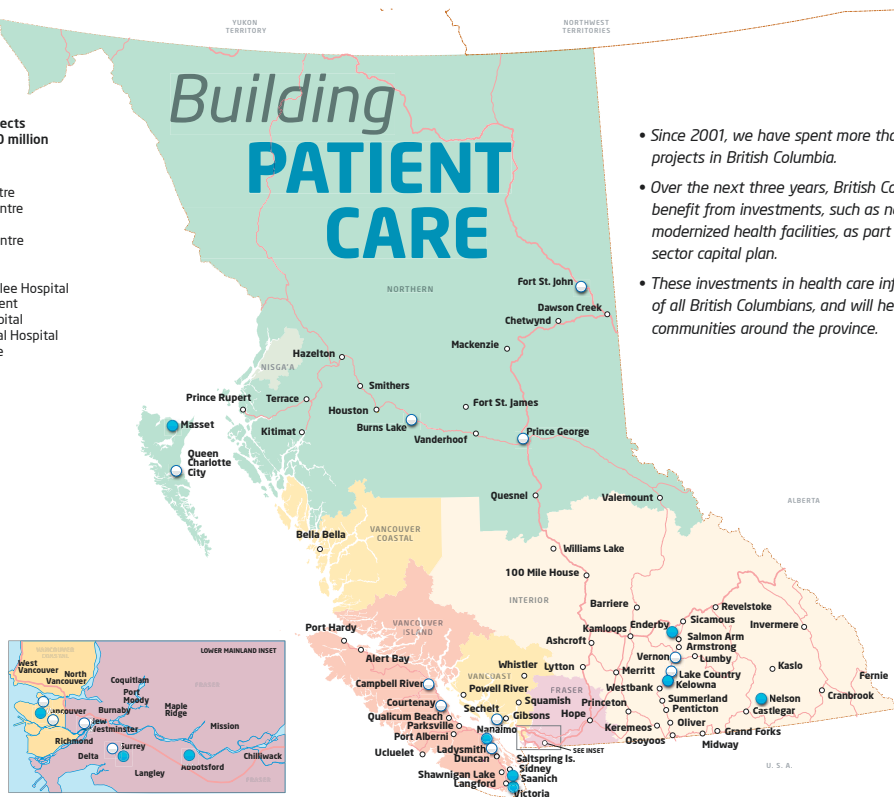 YUKON
TERRITORY
NORTHWEST
TERRITORIES
Building
PATIENT
CARE
ects
0 million
tre
ntre
ntre
lee Hospital
ent
pital
al Hospital
e
• Since 2001, we have spent more tha
projects in British Columbia.
• Over the next three years, British Co
benefit from investments, such as n
modernized health facilities, as part
sector capital plan.
• These investments in health care inf
of all British Columbians, and will he
communities around the province.
NORTHERN
Fort St. John
Dawson Creek
Chetwynd
Mackenzie
Hazelton
NISGA'A
Smithers
Prince Rupert
Terrace
Fort St. James
Houston
Masset
Burns Lake
Kitimat
Vanderhoof
Prince George
Queen
Charlotte
City
Quesnel
Valemount
ALBERTA
VANCOUVER
COASTAL
Bella Bella
Williams Lake
100 Mile House
INTERIOR
Barriere
Revelstoke
Port Hardy
VANCOUVER
ISLAND
Kamloops
Enderby
Sicamous
Invermere
Ashcroft
Salmon Arm
Armstrong
Alert Bay
Vernon
Lumby
Whistler
Lytton
Kaslo
VANCOAST
Merritt
Lake Country
Fernie
Campbell River
Powell River
FRASER
Westbank
Kelowna
Cranbrook
Courtenay
Squamish
Princeton
Summerland
Nelson
Sechelt
Penticton
Castlegar
Qualicum Beach
Gibsons
Hope
Parksville
Nanaimo
Keremeos
Oliver
Port Alberni
Osoyoos
Grand Forks
Midway
Ucluelet
Ladysmith
SEE INSET
Duncan
Saltspring Is.
Sidney
U. S. A.
Shawnigan Lake
Saanich
Langford
Victoria
LOWER MAINLAND INSET
VANCOUVER
COASTAL
West
Vancouver
North
Vancouver
Coquitlam
FRASER
Port
Moody
Maple
Ridge
ancouver
Burnaby
ew
Westminster
Mission
Richmond
Surrey
Delta
Chilliwack
Abbotsford
Langley
FRASER